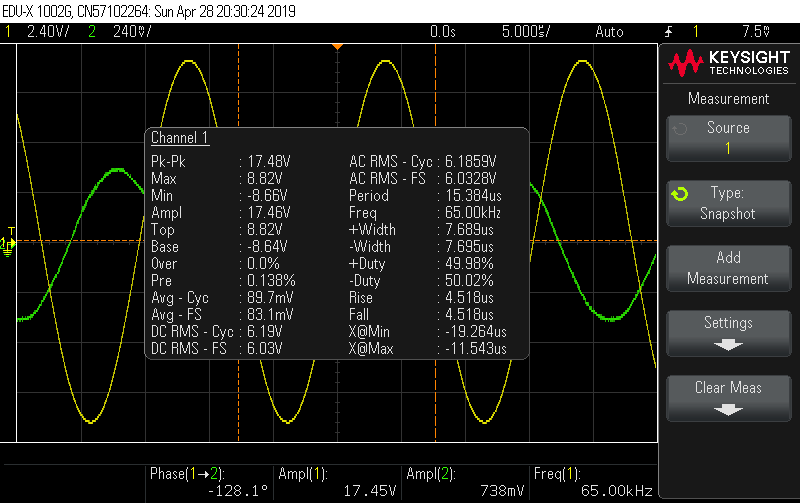 EDU-X 1002G, CN57102264: Sun Apr 28 20:30:24 2019
1 2.40V/ 2 240mV/ 0.0s 5.000us/ Auto 1 7.5V
KEYSIGHT
TECHNOLOGIES
Measurement
Source
1
Type:
Snapshot
Add
Measurement
Settings
Clear Meas
T
Channel 1
Pk-Pk : 17.48V AC RMS - Cyc : 6.1859V
Max : 8.82V AC RMS - FS : 6.0328V
Min : -8.66V Period : 15.384us
Ampl : 17.46V Freq : 65.00kHz
Top : 8.82V +Width : 7.689us
Base : -8.64V -Width : 7.695us
Over : 0.0% +Duty : 49.98%
Pre : 0.138% -Duty : 50.02%
Avg - Cyc : 89.7mV Rise : 4.518us
Avg - FS : 83.1mV Fall : 4.518us
DC RMS - Cyc : 6.19V X@Min : -19.264us
DC RMS - FS : 6.03V X@Max : -11.543us
Phase(1→2): Ampl(1): Ampl(2): Freq(1):
-128.1° 17.45V 738mV 65.00kHz